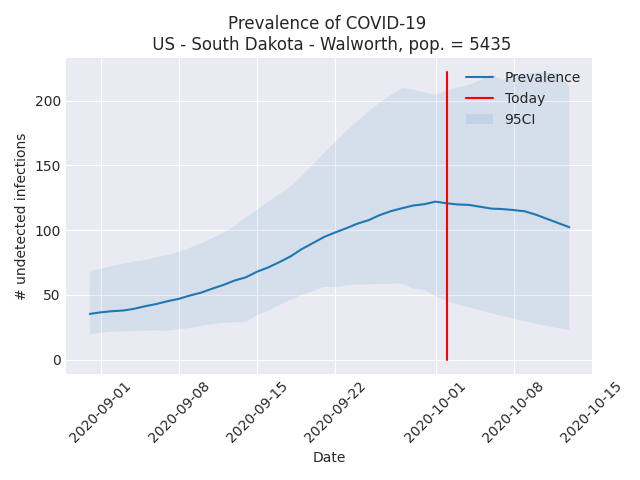 Prevalence of COVID-19
US - South Dakota - Walworth, pop. = 5435
Prevalence
Today
95CI
# undetected infections
200
150
100
50
0
2020-09-01
2020-09-08
2020-09-15
2020-09-22
2020-10-01
2020-10-08
2020-10-15
Date